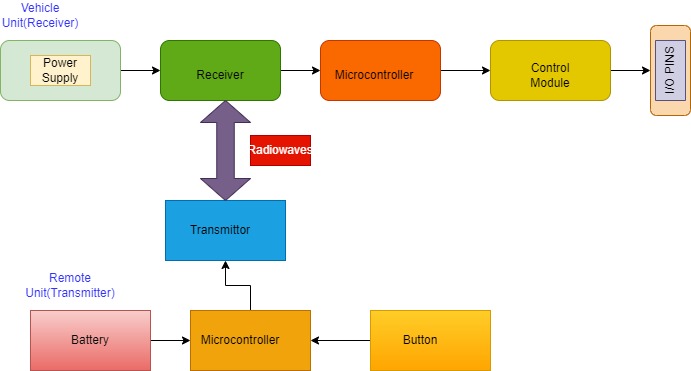 Vehicle
Unit(Receiver)
Power
Supply
Receiver
Microcontroller
Control
Module
I/O PINS
Radiowaves
Transmittor
Remote
Unit(Transmitter)
Battery
Microcontroller
Button